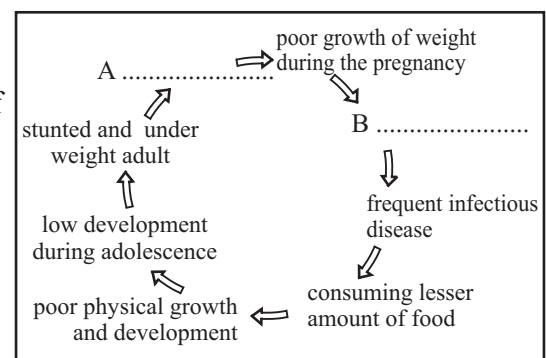 A ..........................
poor growth of weight
during the pregnancy
B ..........................
frequent infectious
disease
consuming lesser
amount of food
poor physical growth
and development
low development
during adolescence
stunted and under
weight adult
f